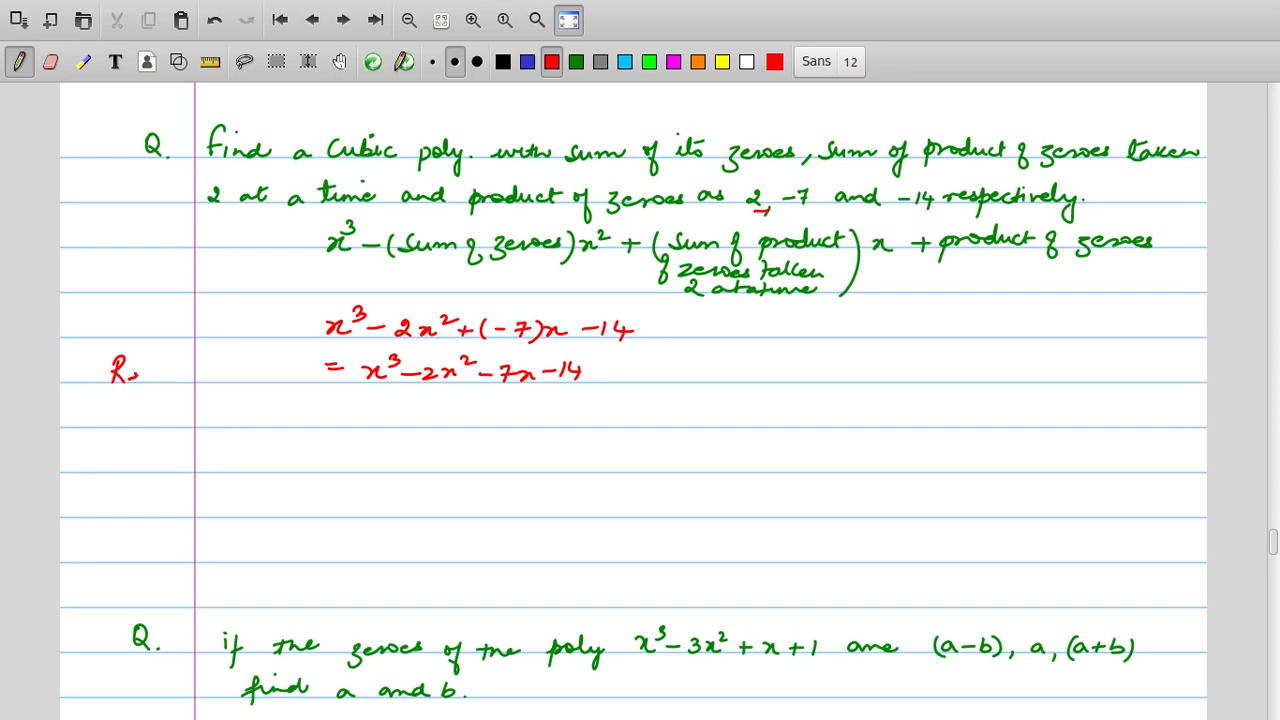 Sans 12
Q. Find a Cubic poly. with sum of its zeroes, sum of product of zeroes taken
2 at a time and product of zeroes as 2, -7 and -14 respectively.
x³ - (sum of zeroes)x² + (sum of product of zeroes taken 2 at a time) x + product of zeroes
x³ - 2x² + (-7)x - 14
R. = x³ - 2x² - 7x - 14
Q. if the zeroes of the poly x³ - 3x² + x + 1 are (a-b), a, (a+b)
find a and b.